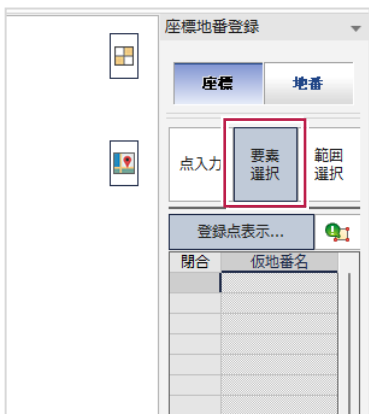 座標地番登録
座標 地番
点入力 要素選択 範囲選択
登録点表示...
閉合 仮地番名